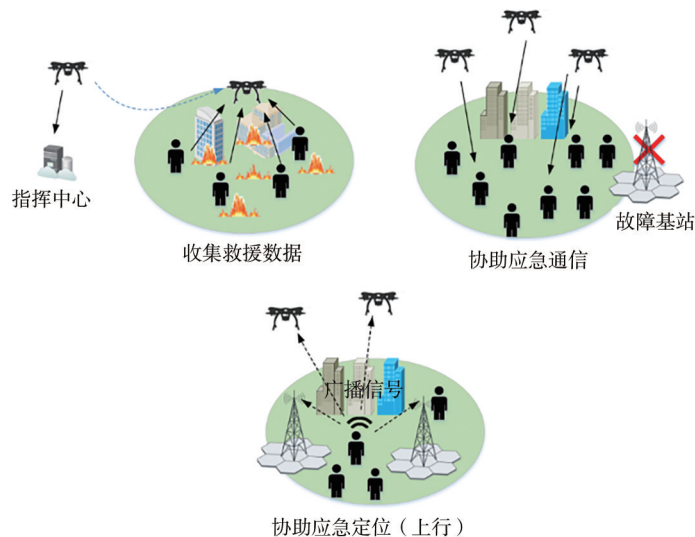 指挥中心
收集救援数据
故障基站
协助应急通信
广播信号
协助应急定位（上行）